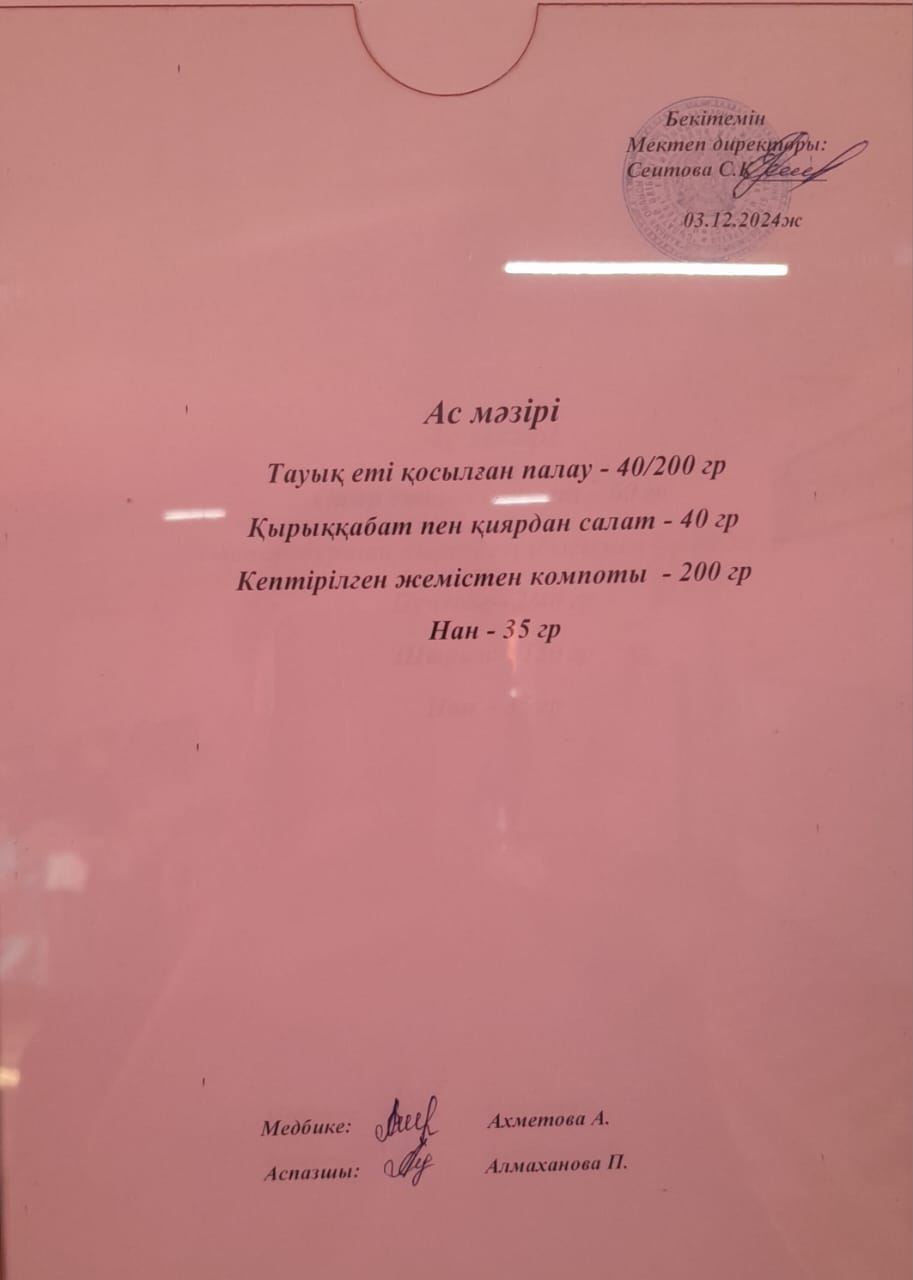 Бекітемін
Мектеп директоры:
Сеитова С.Қ
03.12.2024ж
Ас мәзірі
Тауық еті қосылған палау - 40/200 гр
Қырыққабат пен қиярдан салат - 40 гр
Кептірілген жемістен компоты - 200 гр
Нан - 35 гр
Медбике: Ахметова А.
Аспазшы: Алмаханова П.